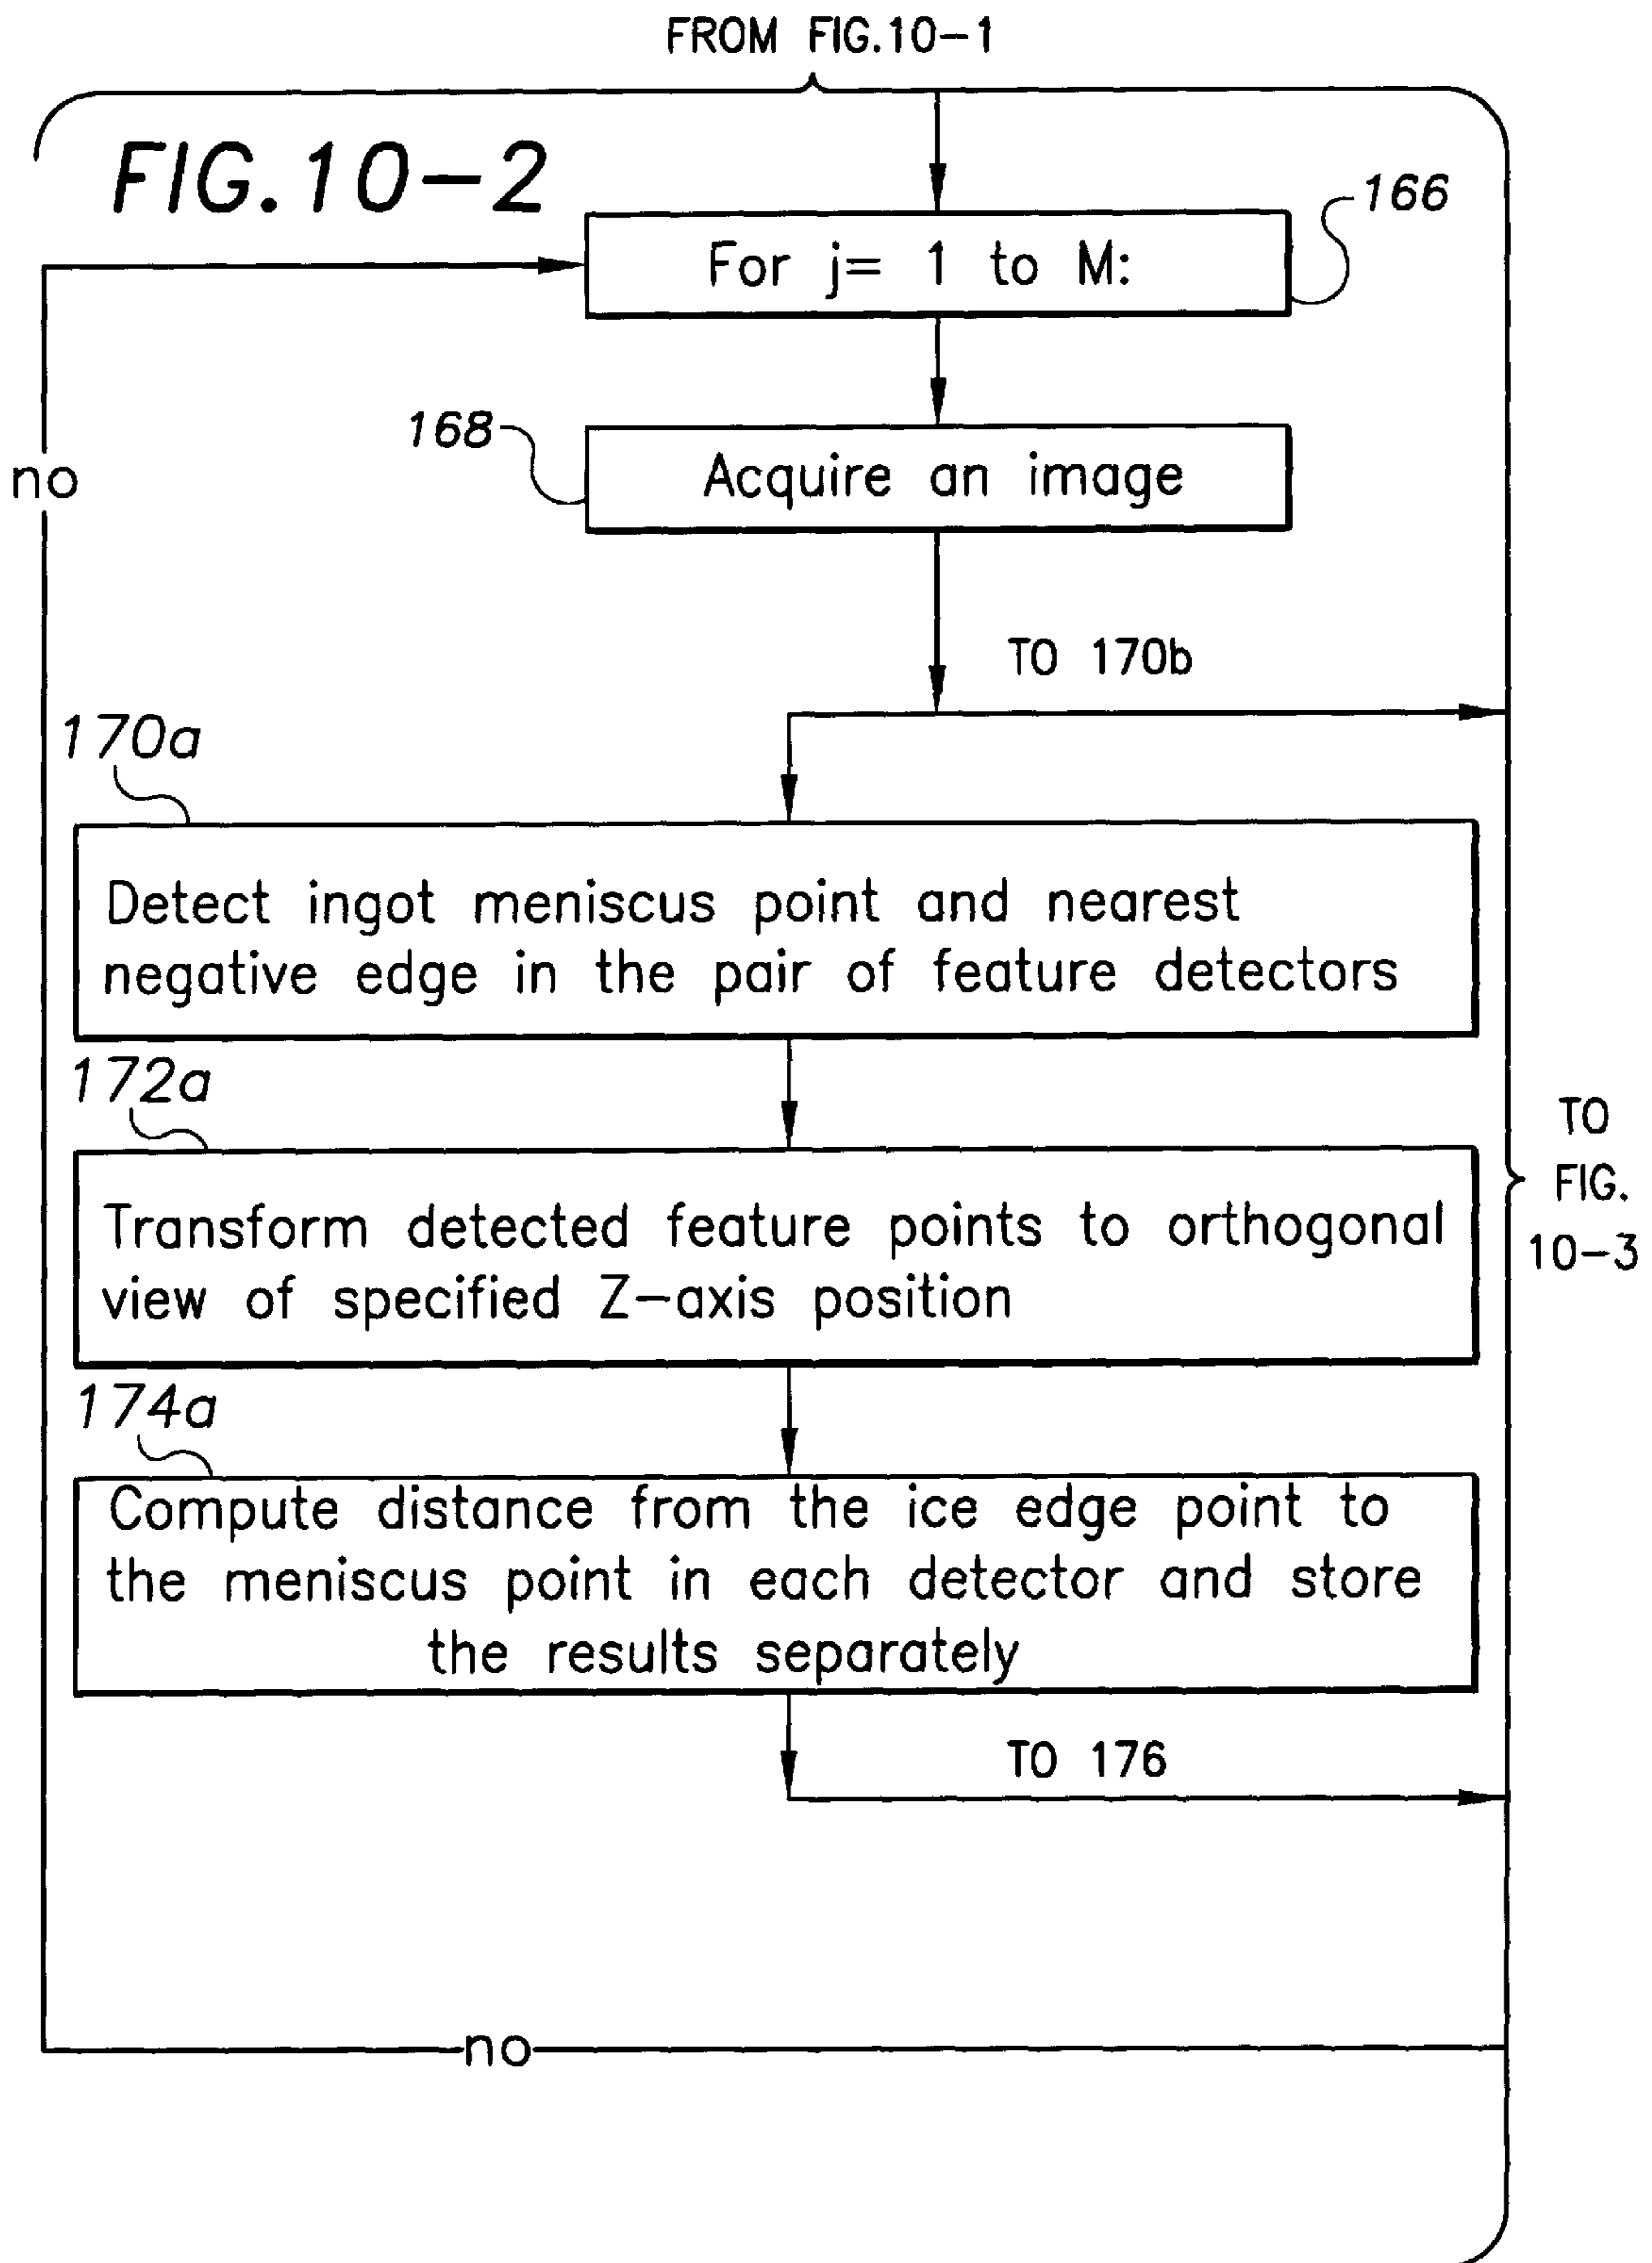 FROM FIG.10-1
FIG.10-2
166
For j= 1 to M:
168
Acquire an image
no
TO 170b
170a
Detect ingot meniscus point and nearest
negative edge in the pair of feature detectors
172a
Transform detected feature points to orthogonal
view of specified Z-axis position
TO
FIG.
10-3
174a
Compute distance from the ice edge point to
the meniscus point in each detector and store
the results separately
TO 176
no